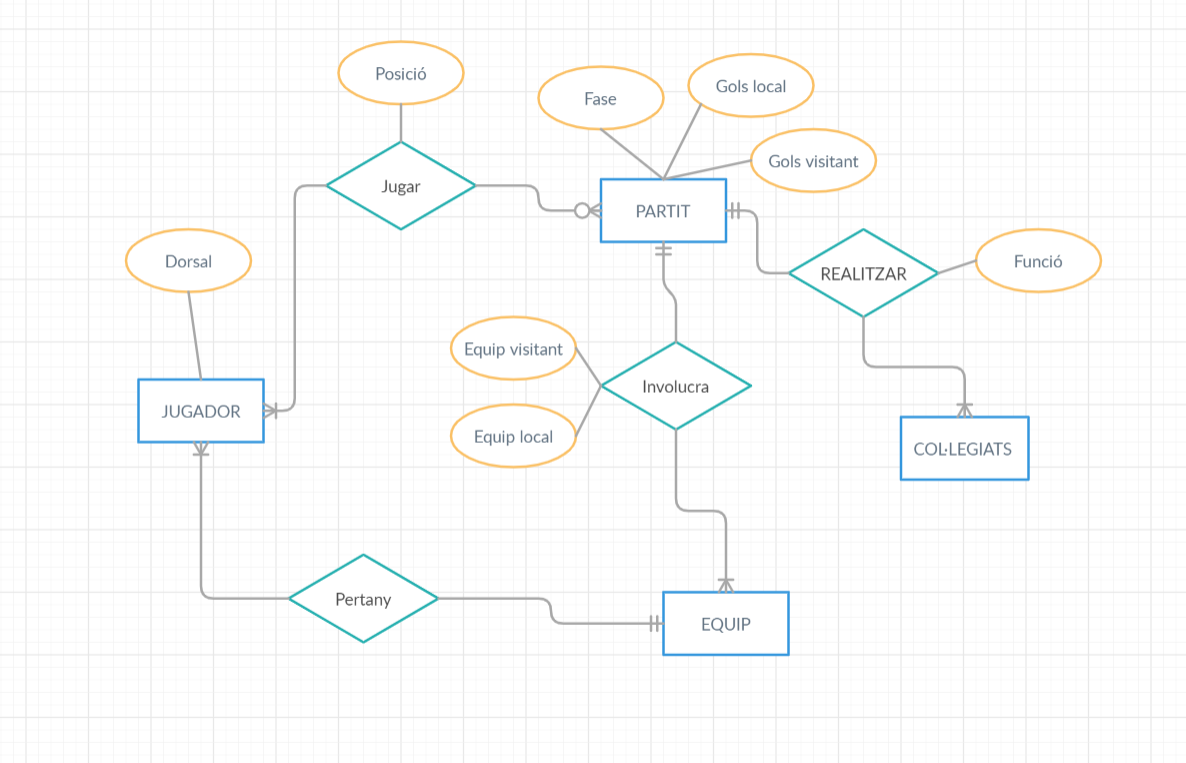 Posició
Gols local
Fase
Gols visitant
Jugar
PARTIT
Dorsal
REALITZAR
Funció
Equip visitant
Involucra
JUGADOR
Equip local
COL·LEGIATS
Pertany
EQUIP